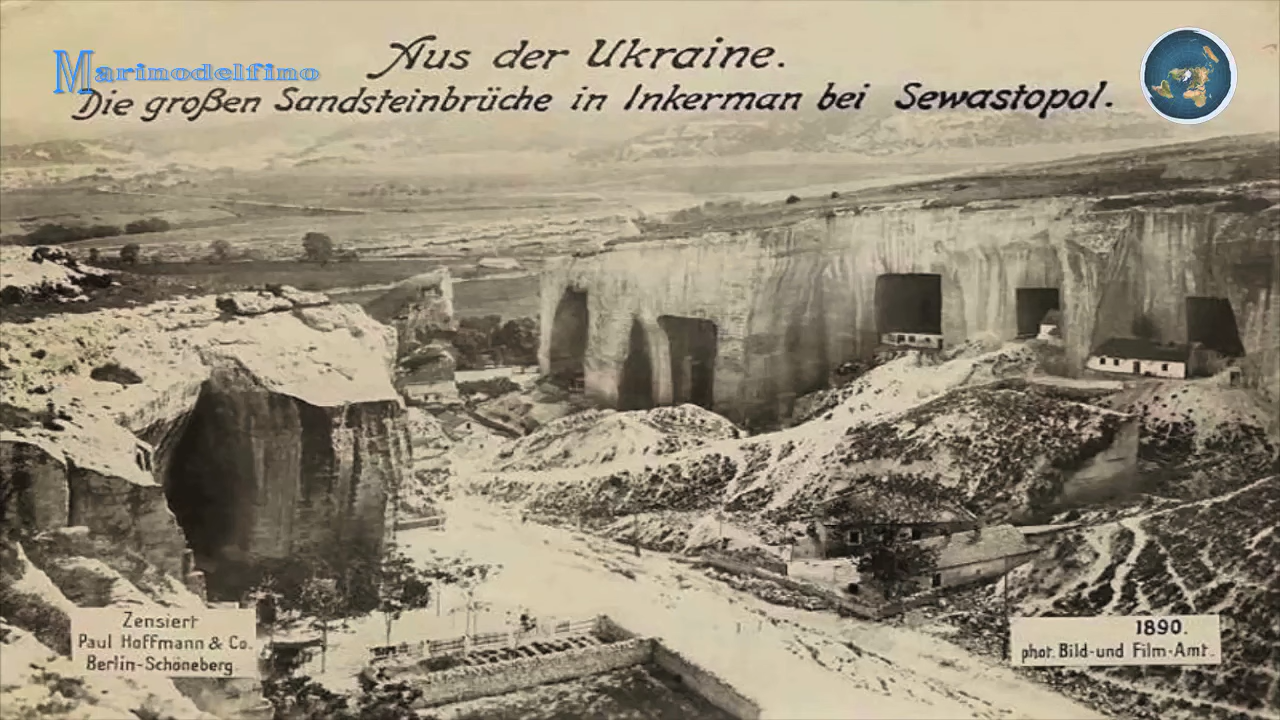 Aus der Ukraine.
Marinodelfino
Die großen Sandsteinbrüche in Inkerman bei Sewastopol.
Zensiert
Paul Hoffmann & Co.
Berlin-Schöneberg.
1890.
phot. Bild-und Film-Amt.